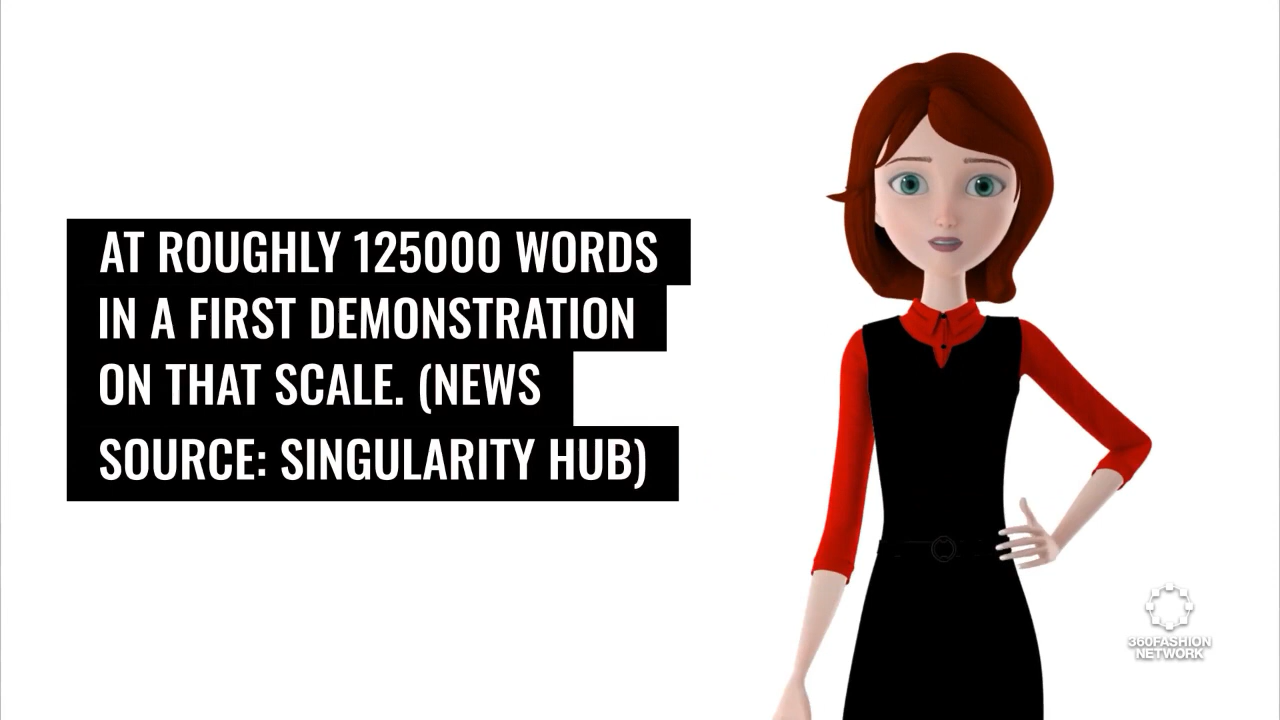 AT ROUGHLY 125000 WORDS
IN A FIRST DEMONSTRATION
ON THAT SCALE. (NEWS
SOURCE: SINGULARITY HUB)
360FASHION
NETWORK